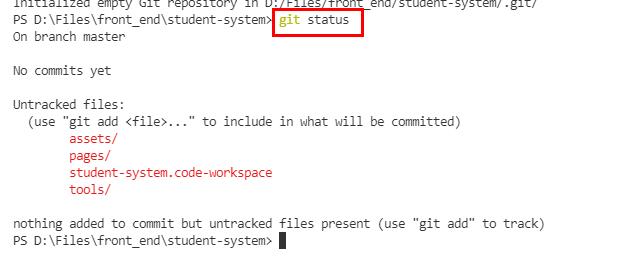 Initialized empty Git repository in D:/Files/front_end/student-system/.git/
PS D:\Files\front_end\student-system> git status
On branch master
No commits yet
Untracked files:
(use "git add <file>..." to include in what will be committed)
assets/
pages/
student-system.code-workspace
tools/
nothing added to commit but untracked files present (use "git add" to track)
PS D:\Files\front_end\student-system>